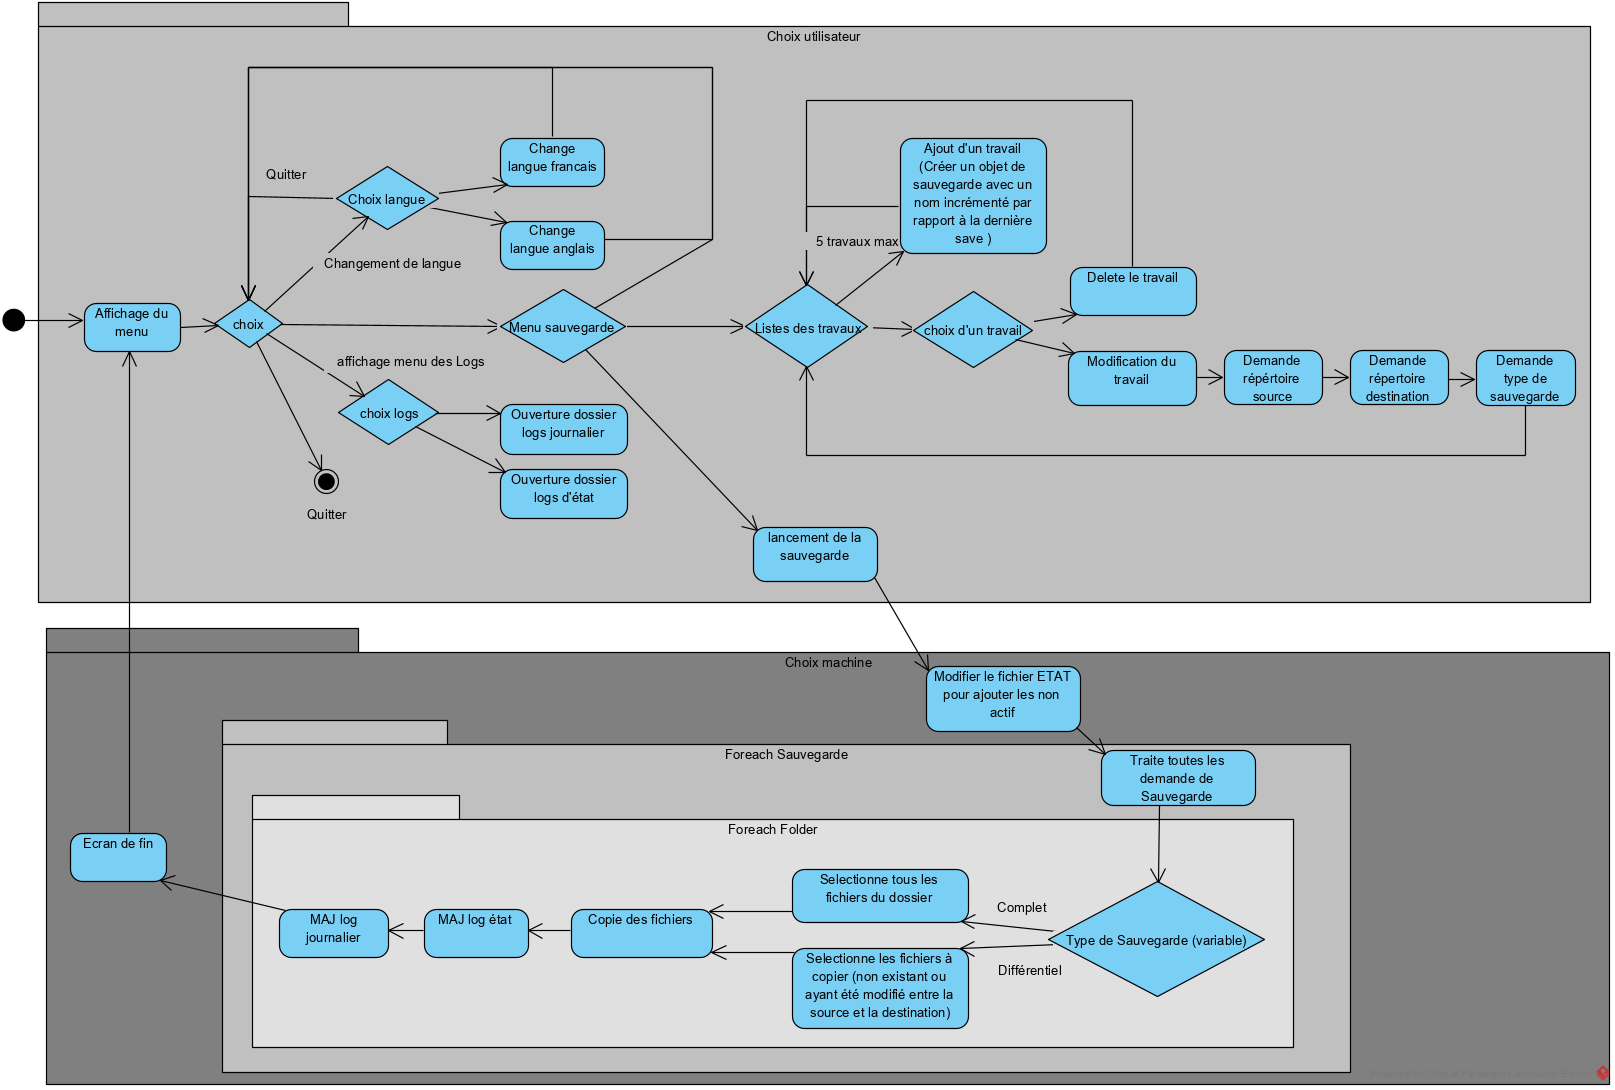 Choix utilisateur
Change
langue francais
Quitter
Choix langue
Change
langue anglais
Changement de langue
Ajout d'un travail
(Créer un objet de
sauvegarde avec un
nom incrémenté par
rapport à la dernière
save )
5 travaux max
Delete le travail
Affichage du
menu
choix
Menu sauvegarde
Listes des travaux
choix d'un travail
Modification du
travail
Demande
répértoire
source
Demande
répertoire
destination
Demande
type de
sauvegarde
affichage menu des Logs
choix logs
Ouverture dossier
logs journalier
Ouverture dossier
logs d'état
Quitter
lancement de la
sauvegarde
Choix machine
Modifier le fichier ETAT
pour ajouter les non
actif
Foreach Sauvegarde
Traite toutes les
demande de
Sauvegarde
Foreach Folder
Ecran de fin
Selectionne tous les
fichiers du dossier
Complet
MAJ log
journalier
MAJ log état
Copie des fichiers
Type de Sauvegarde (variable)
Selectionne les fichiers à
copier (non existant ou
ayant été modifié entre la
source et la destination)
Différentiel